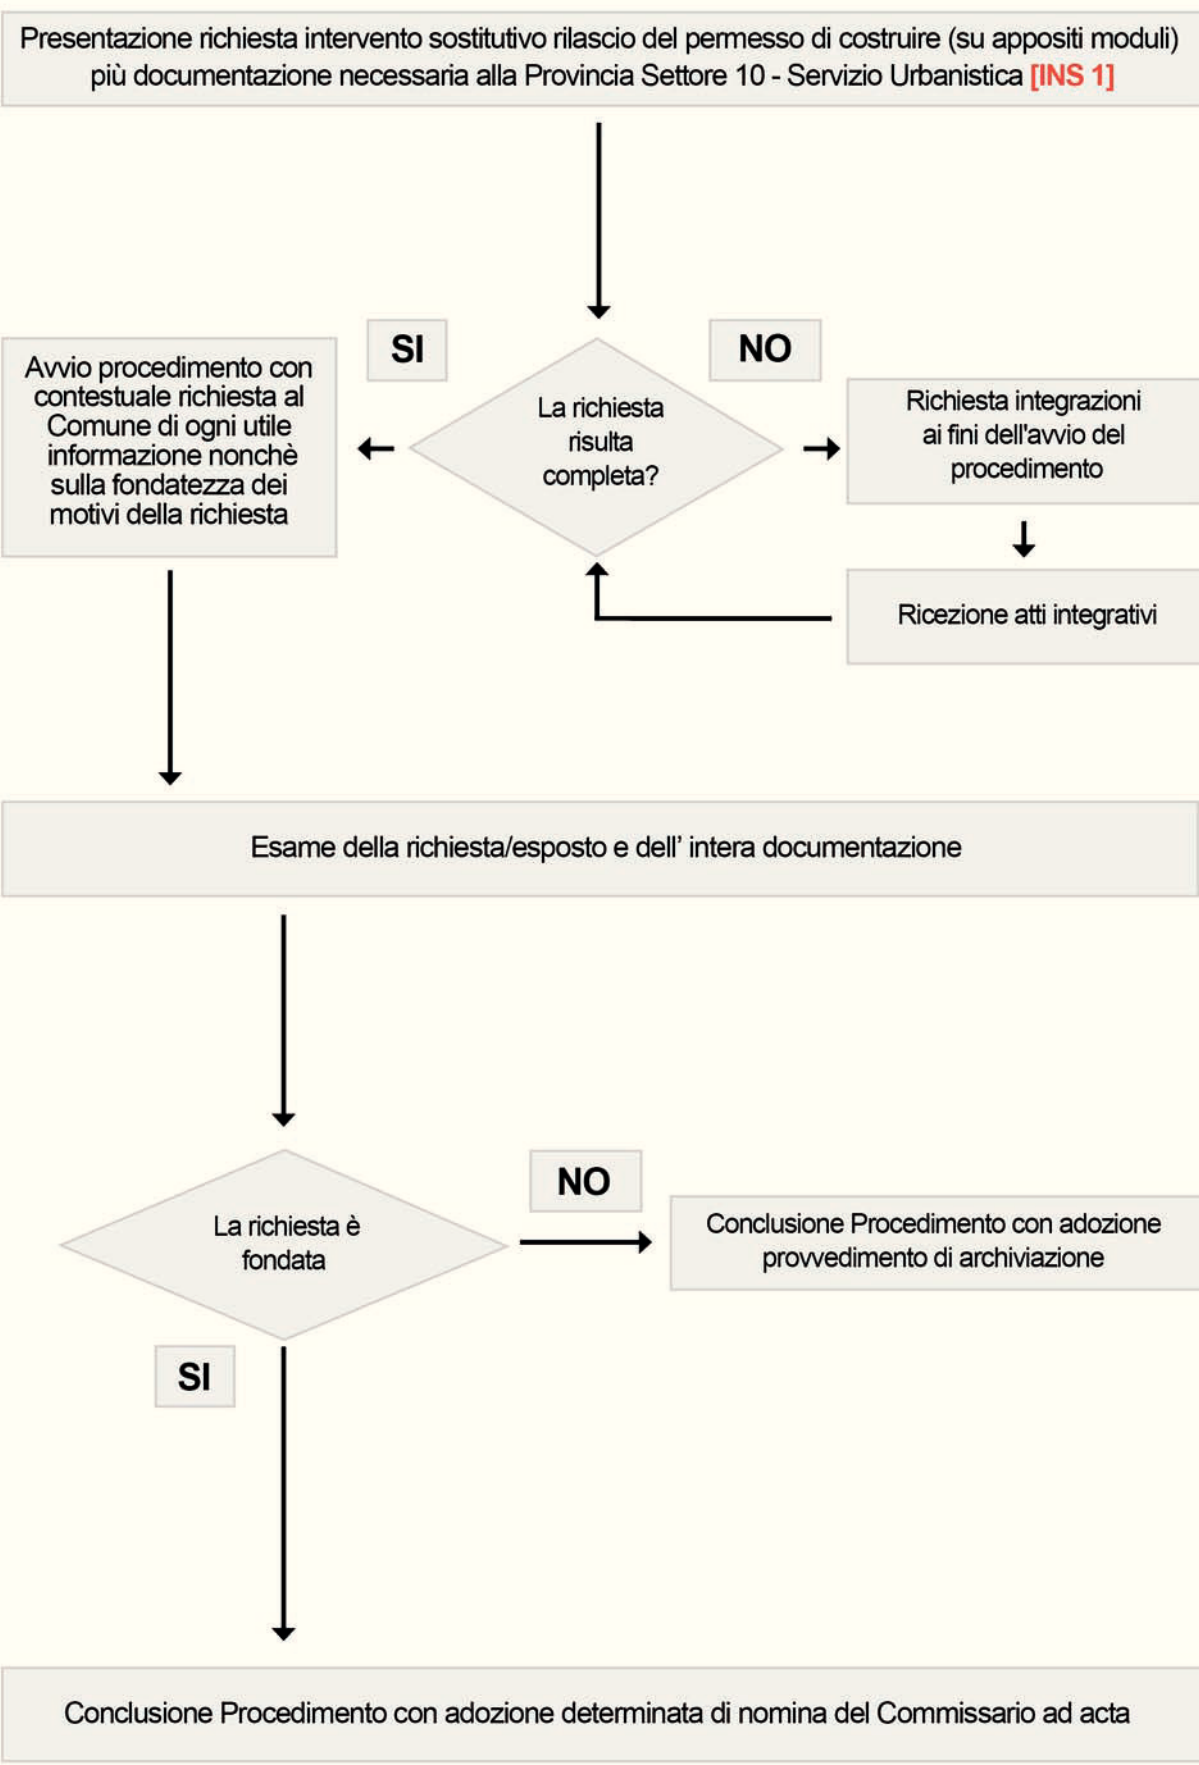 Presentazione richiesta intervento sostitutivo rilascio del permesso di costruire (su appositi moduli)
più documentazione necessaria alla Provincia Settore 10 - Servizio Urbanistica [INS 1]
SI
NO
Avvio procedimento con
contestuale richiesta al
Comune di ogni utile
informazione nonchè
sulla fondatezza dei
motivi della richiesta
La richiesta
risulta
completa?
Richiesta integrazioni
ai fini dell'avvio del
procedimento
Ricezione atti integrativi
Esame della richiesta/esposto e dell' intera documentazione
La richiesta è
fondata
NO
Conclusione Procedimento con adozione
provvedimento di archiviazione
SI
Conclusione Procedimento con adozione determinata di nomina del Commissario ad acta